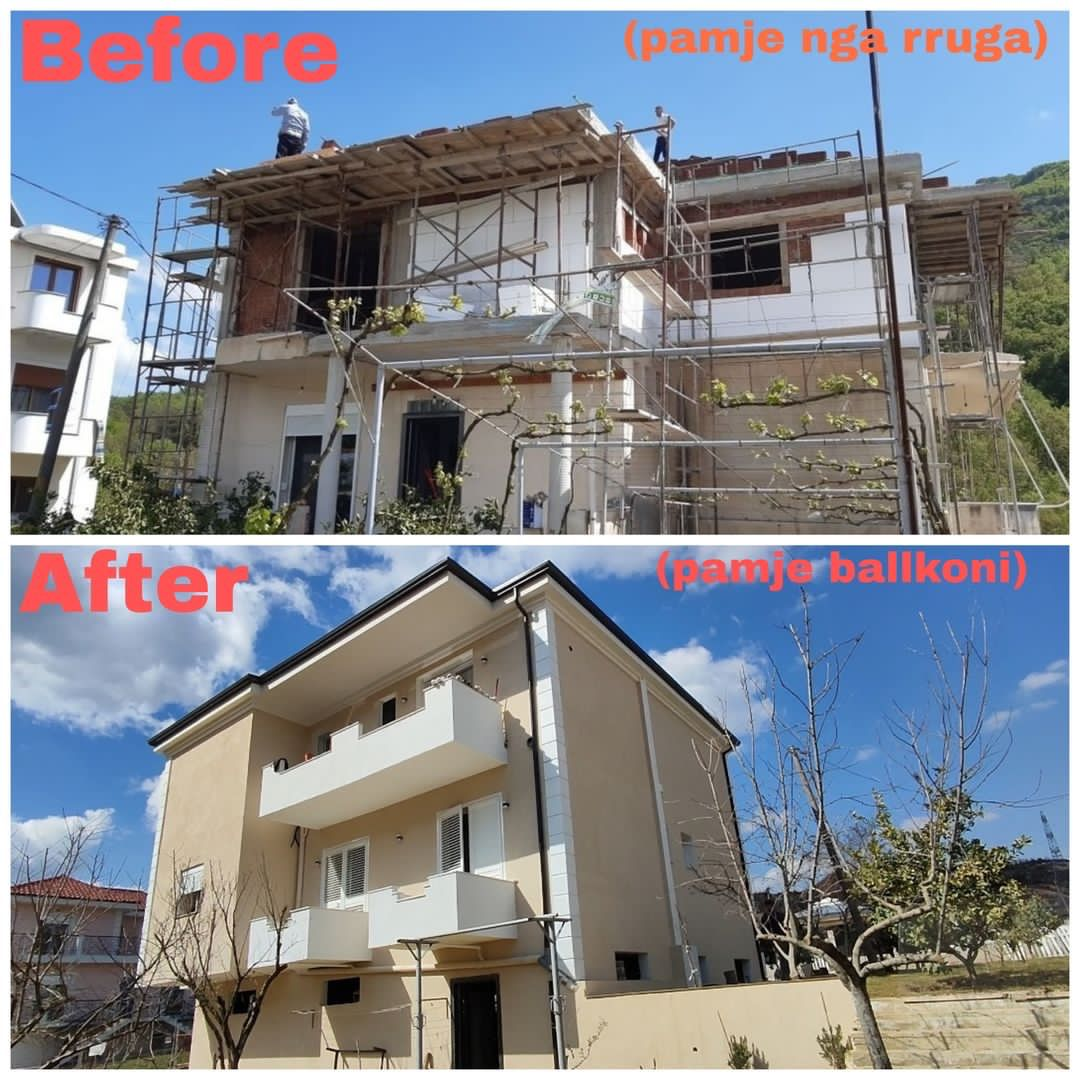 Before
(pamje nga rruga)
After
(pamje ballkoni)